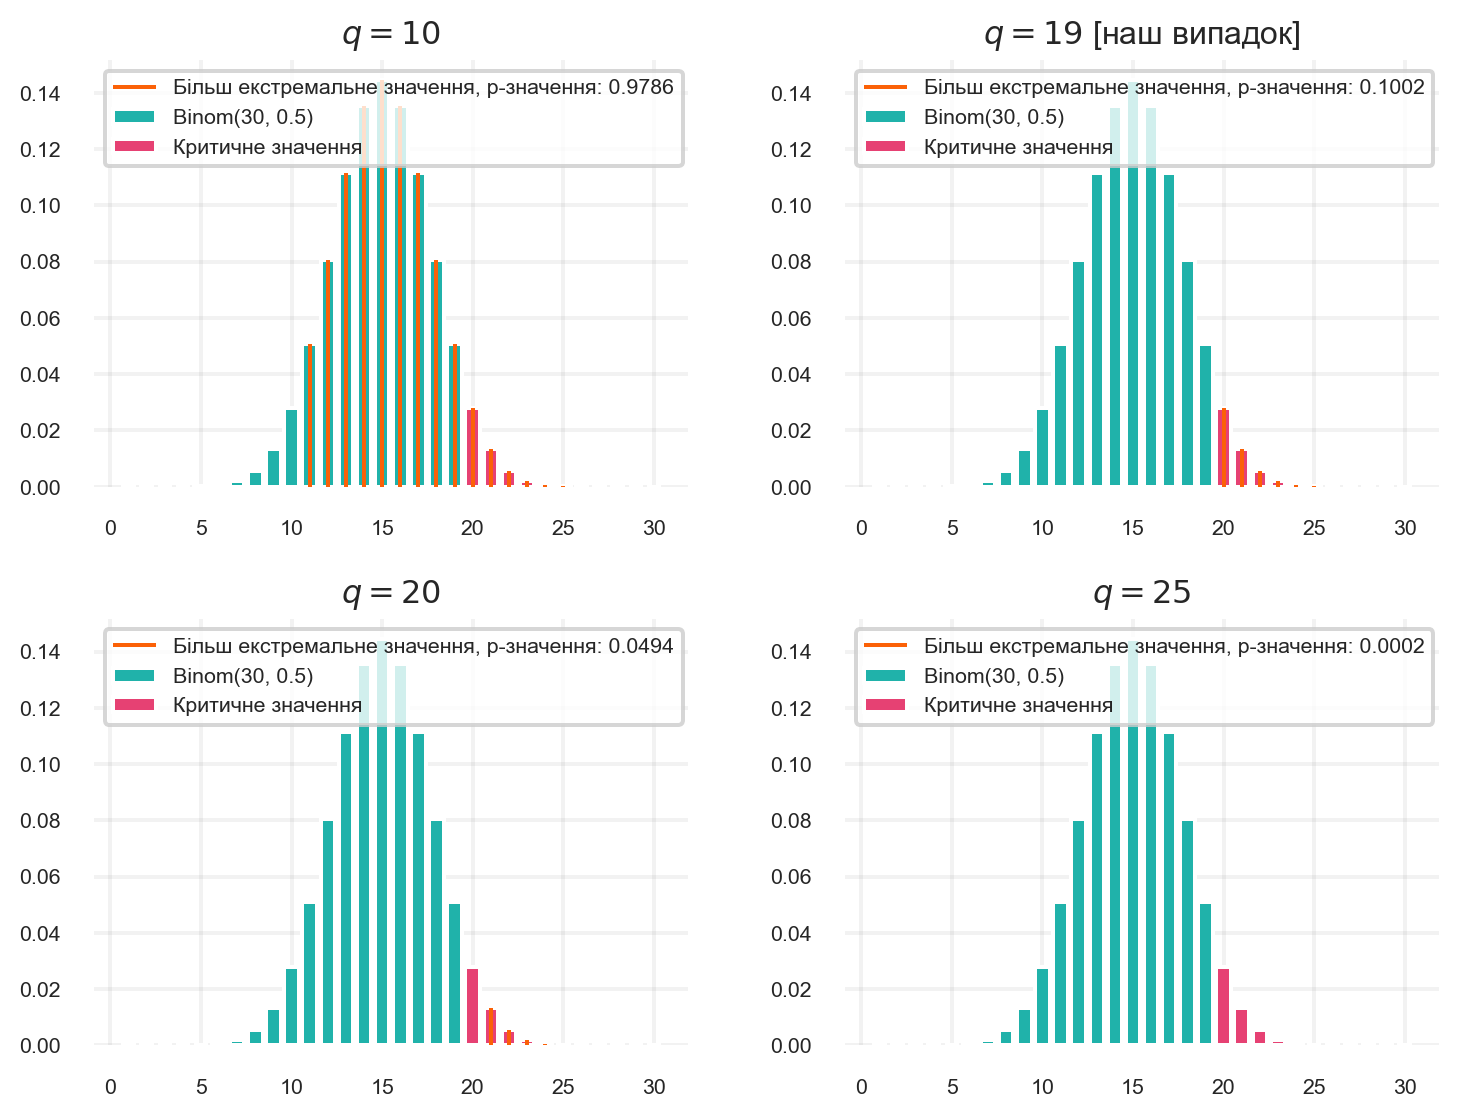 q = 10
Більш екстремальне значення, p-значення: 0.9786
Binom(30, 0.5)
Критичне значення
0.14
0.12
0.10
0.08
0.06
0.04
0.02
0.00
0 5 10 15 20 25 30
q = 19 [наш випадок]
Більш екстремальне значення, p-значення: 0.1002
Binom(30, 0.5)
Критичне значення
0.14
0.12
0.10
0.08
0.06
0.04
0.02
0.00
0 5 10 15 20 25 30
q = 20
Більш екстремальне значення, p-значення: 0.0494
Binom(30, 0.5)
Критичне значення
0.14
0.12
0.10
0.08
0.06
0.04
0.02
0.00
0 5 10 15 20 25 30
q = 25
Більш екстремальне значення, p-значення: 0.0002
Binom(30, 0.5)
Критичне значення
0.14
0.12
0.10
0.08
0.06
0.04
0.02
0.00
0 5 10 15 20 25 30